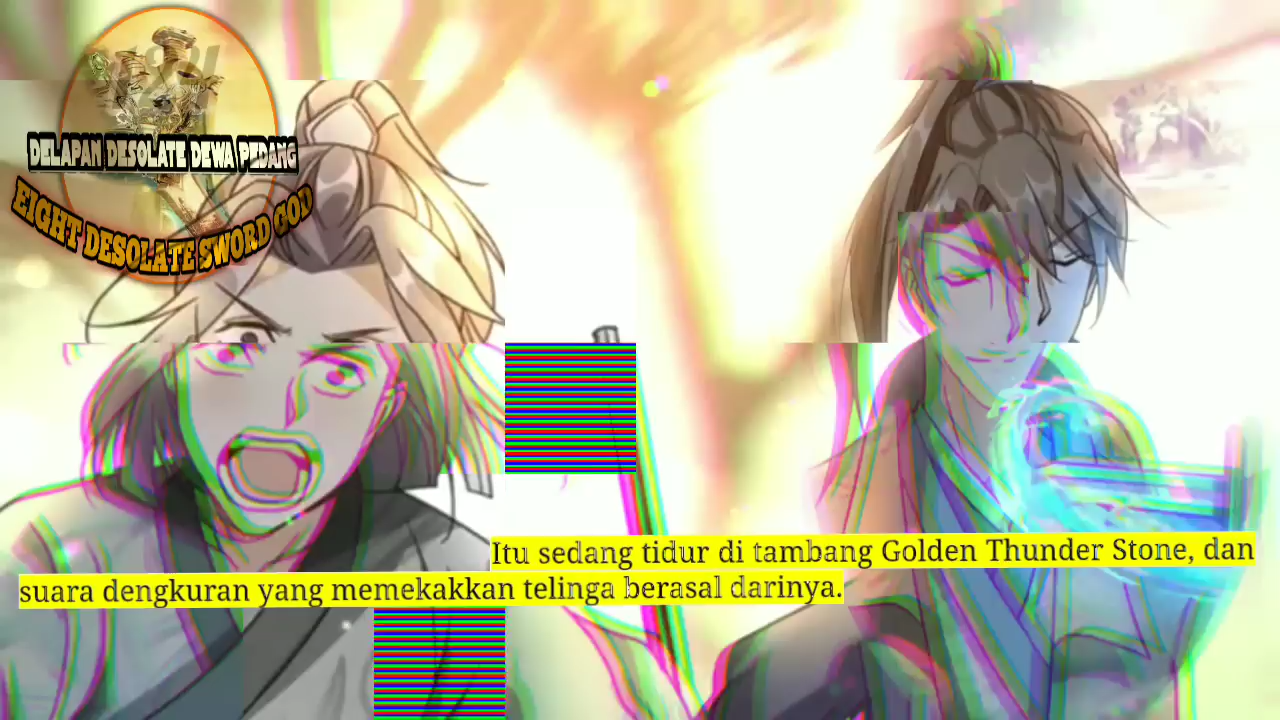 DELAPAN DESOLATE DEWA PEDANG
EIGHT DESOLATE SWORD GOD
Itu sedang tidur di tambang Golden Thunder Stone, dan
suara dengkuran yang memekakkan telinga berasal darinya.